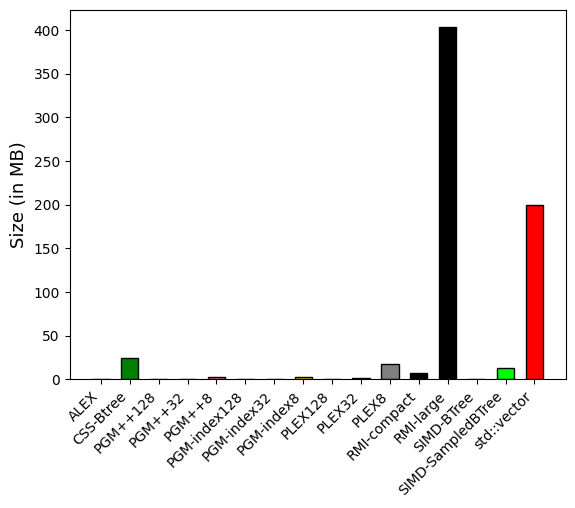 Size (in MB)
400
350
300
250
200
150
100
50
0
ALEX
CSS-Btree
PGM++128
PGM++32
PGM++8
PGM-index128
PGM-index32
PGM-index8
PLEX128
PLEX32
PLEX8
RMI-compact
RMI-large
SIMD-BTree
SIMD-SampledBTree
std::vector